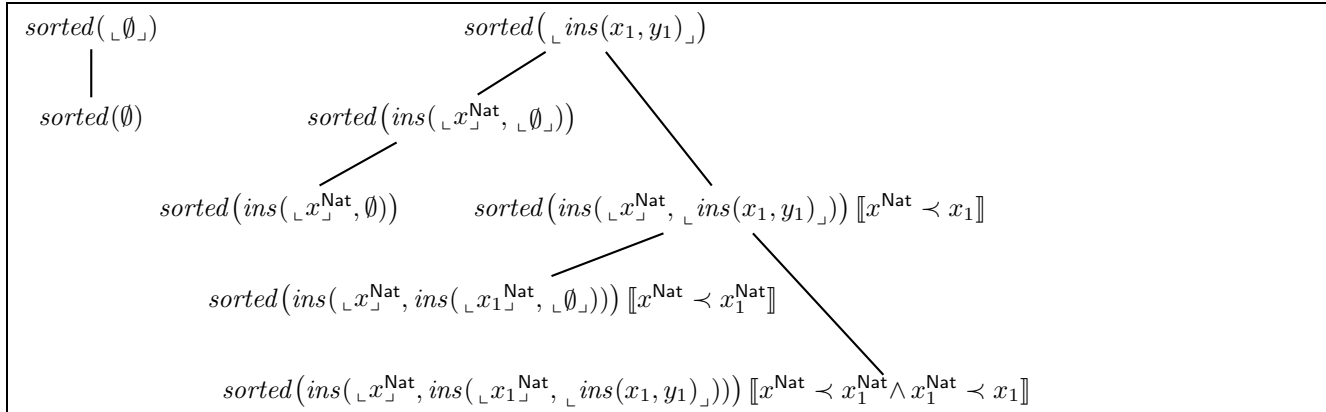 sorted(⌞∅⌟) sorted(⌞ins(x₁, y₁)⌟)
sorted(∅) sorted(ins(⌞x⌟^Nat, ⌞∅⌟))
sorted(ins(⌞x⌟^Nat, ∅)) sorted(ins(⌞x⌟^Nat, ⌞ins(x₁, y₁)⌟)) ⟦x^Nat ≺ x₁⟧
sorted(ins(⌞x⌟^Nat, ins(⌞x₁⌟^Nat, ⌞∅⌟))) ⟦x^Nat ≺ x₁^Nat⟧
sorted(ins(⌞x⌟^Nat, ins(⌞x₁⌟^Nat, ⌞ins(x₁, y₁)⌟))) ⟦x^Nat ≺ x₁^Nat ∧ x₁^Nat ≺ x₁⟧